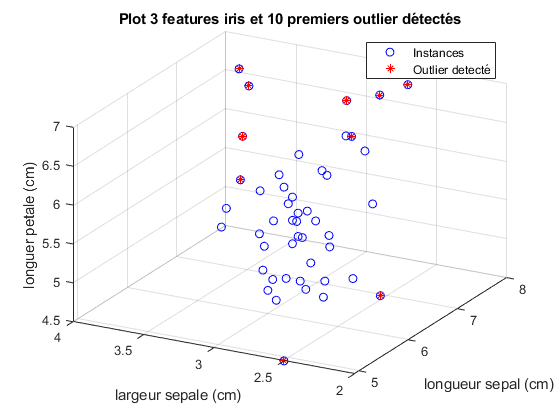 Plot 3 features iris et 10 premiers outlier détectés
Instances
Outlier detecté
7
6.5
6
5.5
5
4.5
longuer petale (cm)
4
3.5
3
2.5
2
largeur sepale (cm)
5
6
7
8
longueur sepal (cm)